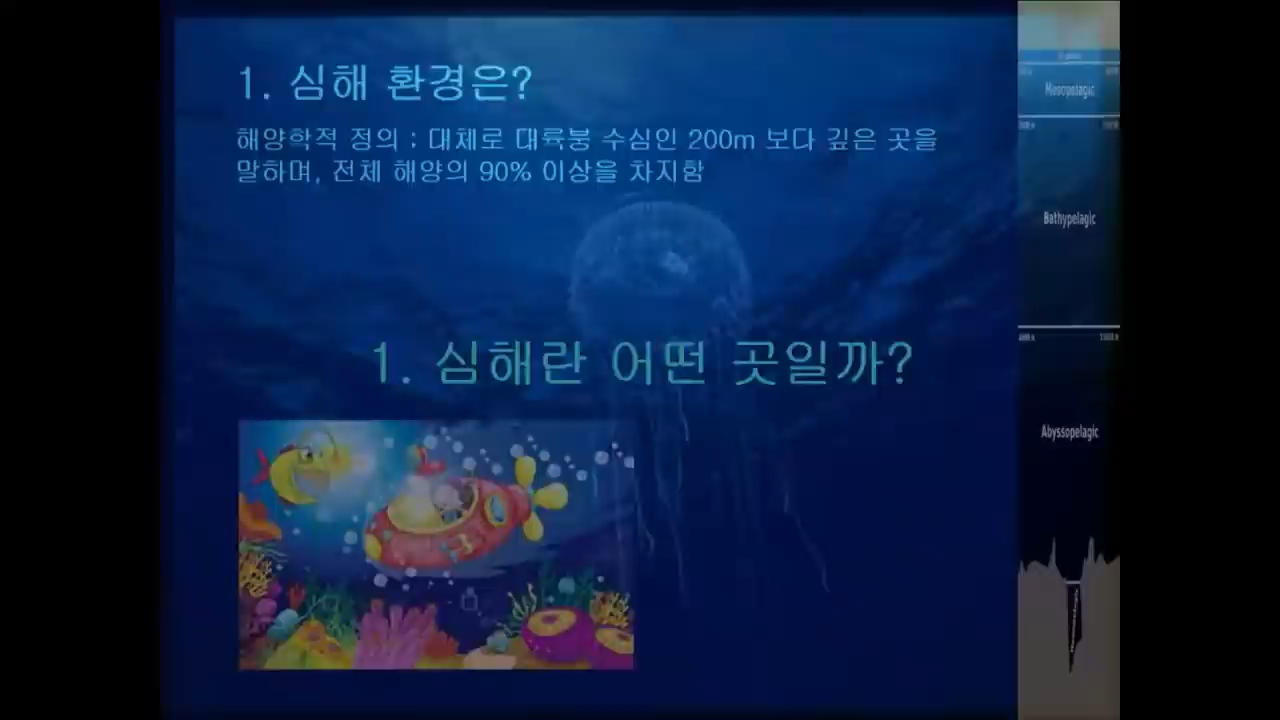 1. 심해 환경은?
해양학적 정의 : 대체로 대륙붕 수심인 200m 보다 깊은 곳을
말하며, 전체 해양의 90% 이상을 차지함
1. 심해란 어떤 곳일까?
Mesopelagic
Bathypelagic
Abyssopelagic